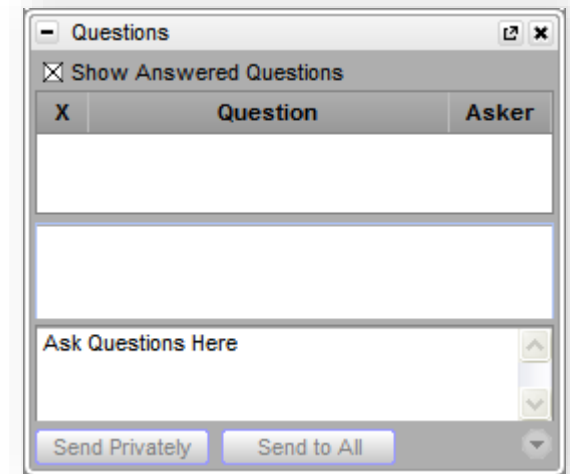 Questions
Show Answered Questions
X Question Asker
Ask Questions Here
Send Privately Send to All